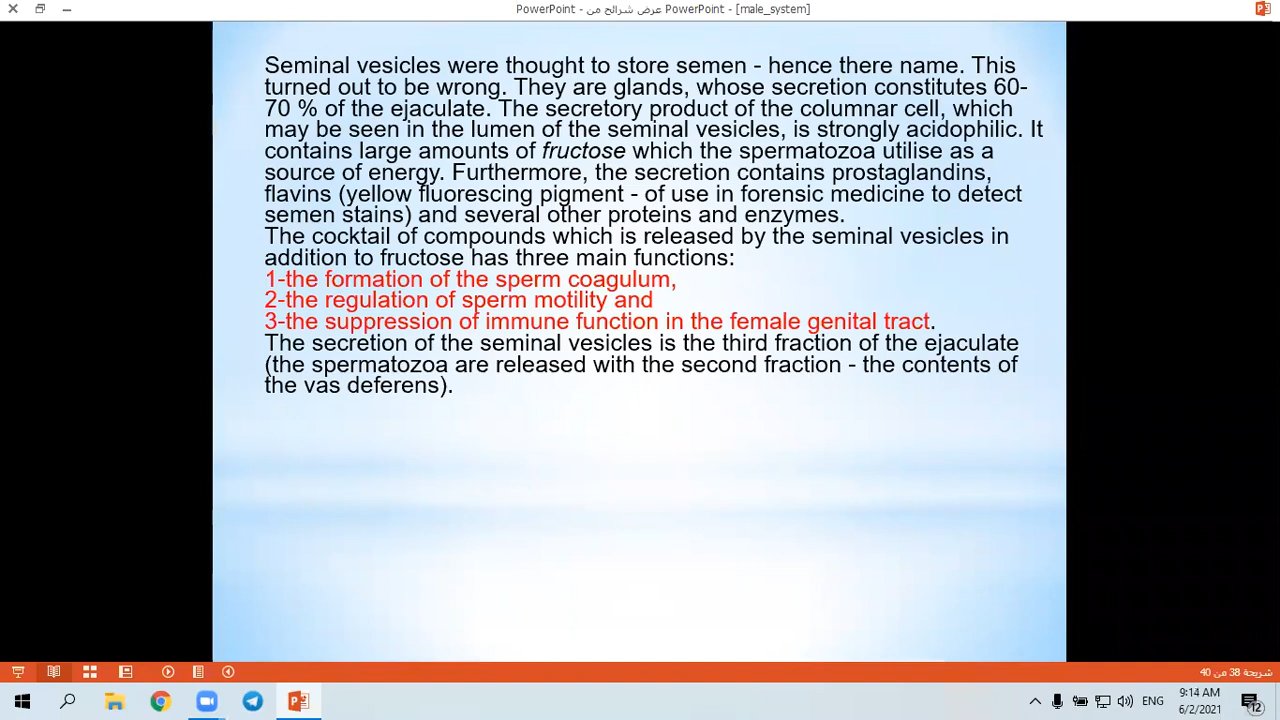 PowerPoint عرض شرائح من - PowerPoint - [male_system]
Seminal vesicles were thought to store semen - hence there name. This
turned out to be wrong. They are glands, whose secretion constitutes 60-
70 % of the ejaculate. The secretory product of the columnar cell, which
may be seen in the lumen of the seminal vesicles, is strongly acidophilic. It
contains large amounts of fructose which the spermatozoa utilise as a
source of energy. Furthermore, the secretion contains prostaglandins,
flavins (yellow fluorescing pigment - of use in forensic medicine to detect
semen stains) and several other proteins and enzymes.
The cocktail of compounds which is released by the seminal vesicles in
addition to fructose has three main functions:
1-the formation of the sperm coagulum,
2-the regulation of sperm motility and
3-the suppression of immune function in the female genital tract.
The secretion of the seminal vesicles is the third fraction of the ejaculate
(the spermatozoa are released with the second fraction - the contents of
the vas deferens).
شريحة 38 من 40
ENG
9:14 AM
6/2/2021
12